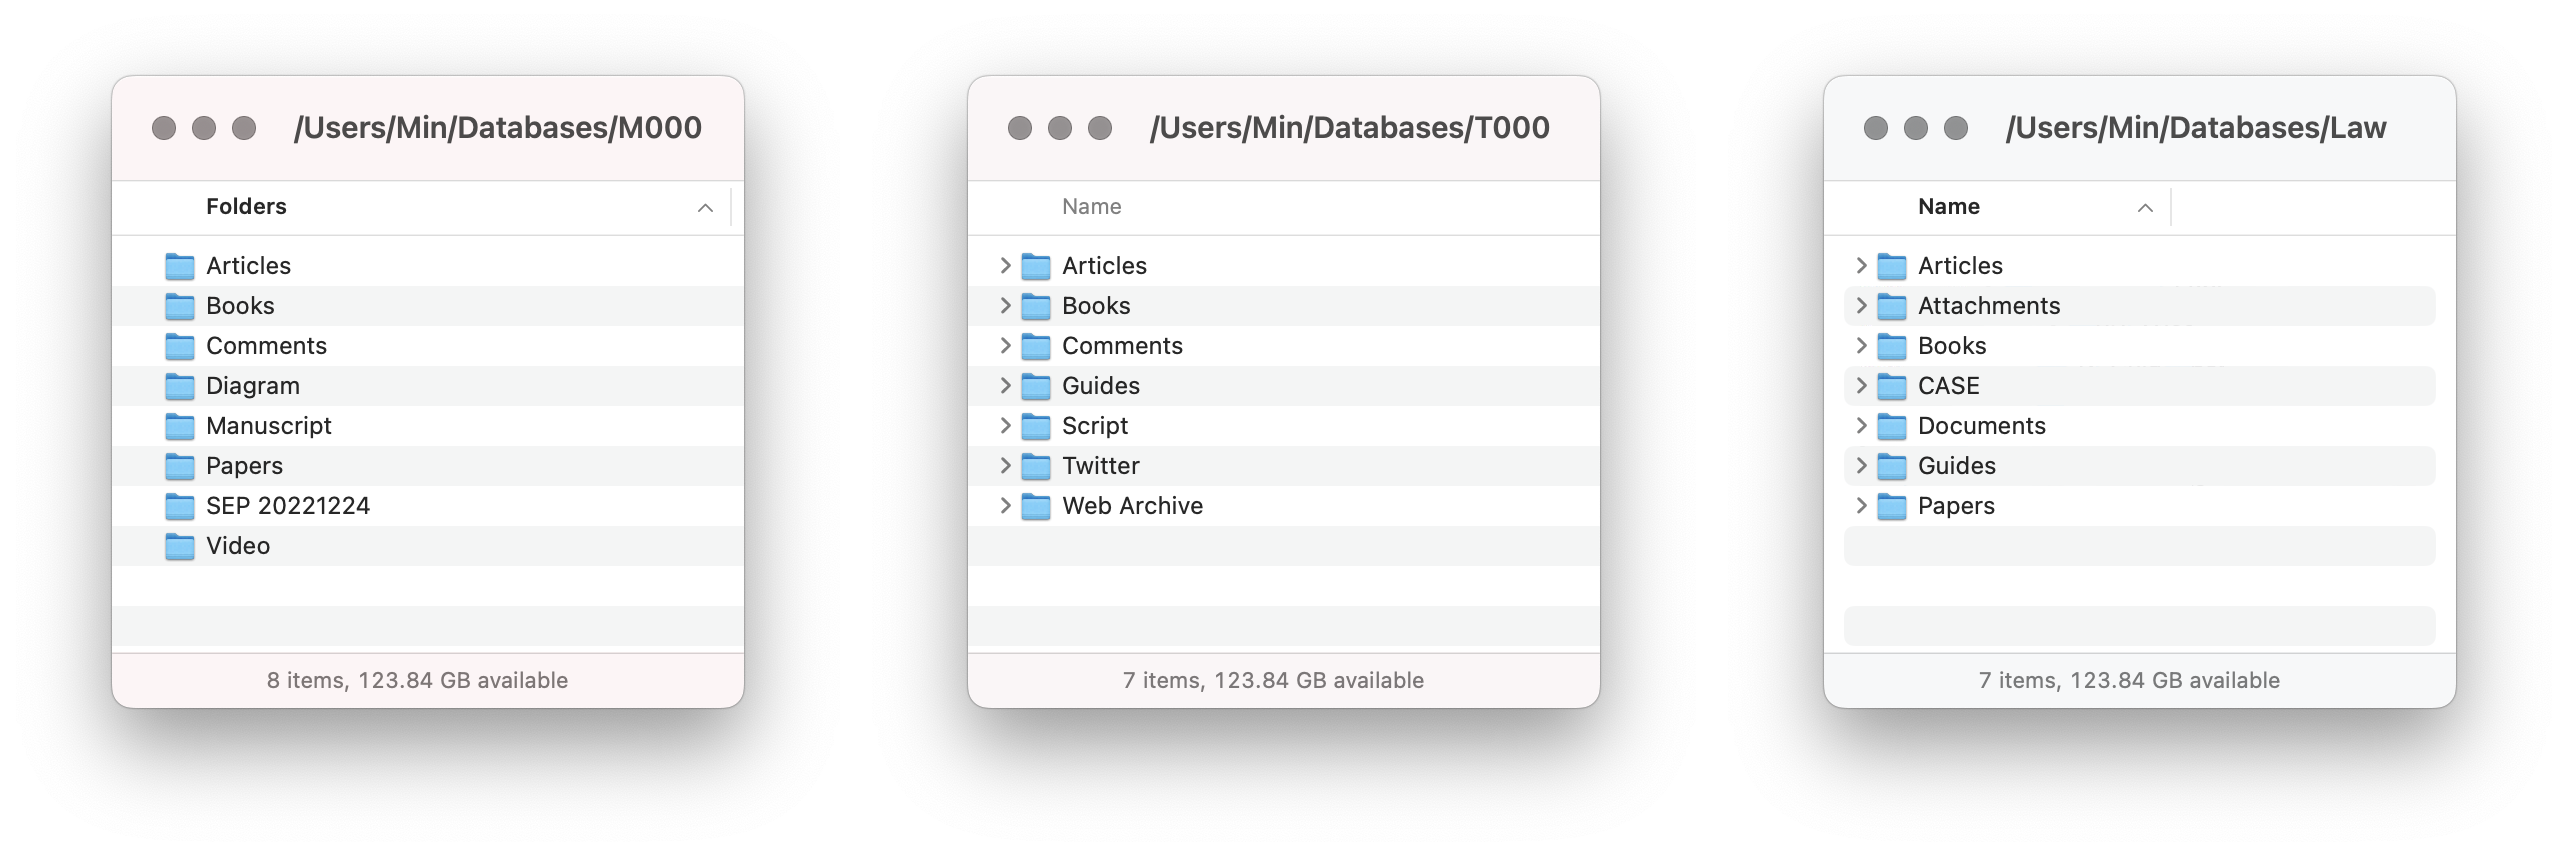 /Users/Min/Databases/M000
Folders
Articles
Books
Comments
Diagram
Manuscript
Papers
SEP 20221224
Video
8 items, 123.84 GB available
/Users/Min/Databases/T000
Name
Articles
Books
Comments
Guides
Script
Twitter
Web Archive
7 items, 123.84 GB available
/Users/Min/Databases/Law
Name
Articles
Attachments
Books
CASE
Documents
Guides
Papers
7 items, 123.84 GB available